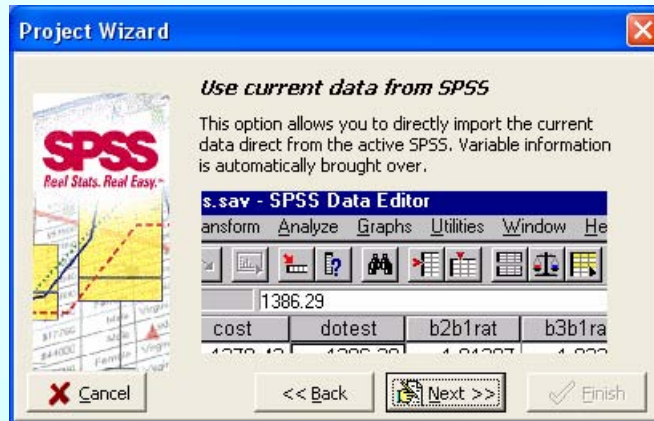 Project Wizard
Use current data from SPSS
This option allows you to directly import the current
data direct from the active SPSS. Variable information
is automatically brought over.
SPSS
Real Stats. Real Easy.
s.sav - SPSS Data Editor
ansform Analyze Graphs Utilities Window He
1386.29
cost dotest b2b1rat b3b1ra
Female
Cancel << Back Next >> Finish